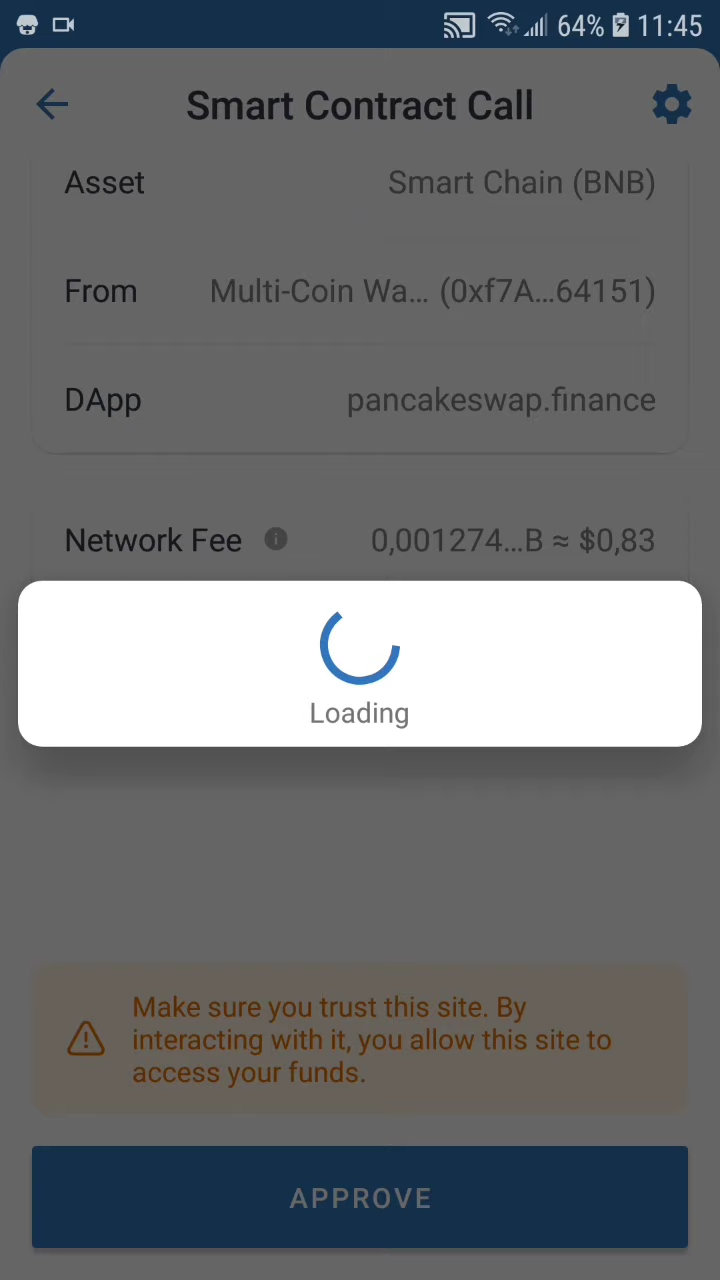 64% 11:45
Smart Contract Call
Asset Smart Chain (BNB)
From Multi-Coin Wa... (0xf7A...64151)
DApp pancakeswap.finance
Network Fee 0,001274...B ≈ $0,83
Loading
Make sure you trust this site. By
interacting with it, you allow this site to
access your funds.
APPROVE